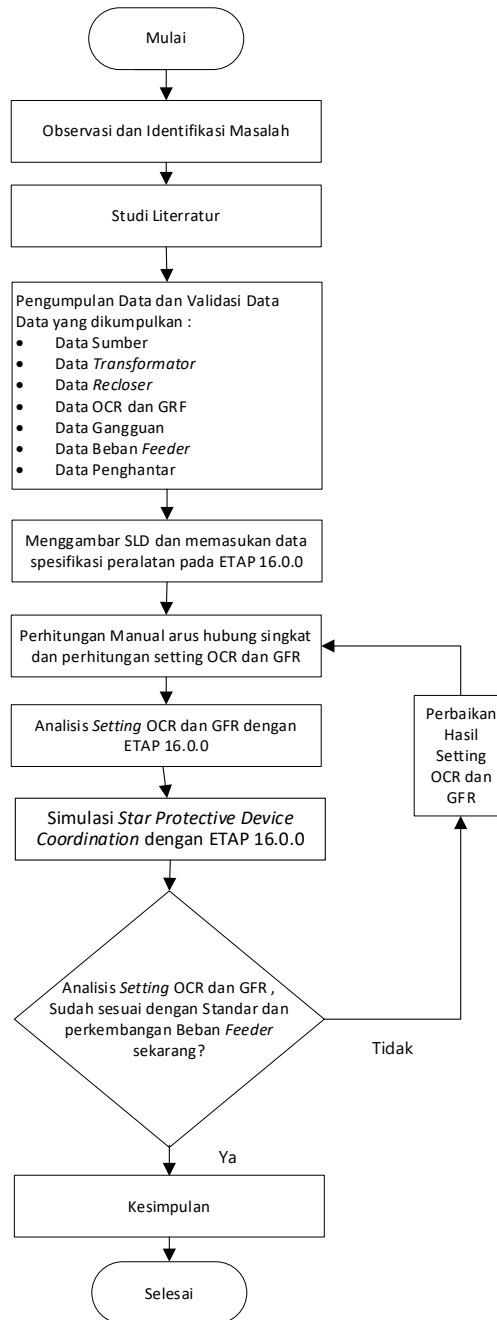 Mulai
Observasi dan Identifikasi Masalah
Studi Literratur
Pengumpulan Data dan Validasi Data
Data yang dikumpulkan :
• Data Sumber
• Data Transformator
• Data Recloser
• Data OCR dan GRF
• Data Gangguan
• Data Beban Feeder
• Data Penghantar
Menggambar SLD dan memasukan data
spesifikasi peralatan pada ETAP 16.0.0
Perhitungan Manual arus hubung singkat
dan perhitungan setting OCR dan GFR
Analisis Setting OCR dan GFR dengan
ETAP 16.0.0
Simulasi Star Protective Device
Coordination dengan ETAP 16.0.0
Analisis Setting OCR dan GFR ,
Sudah sesuai dengan Standar dan
perkembangan Beban Feeder
sekarang?
Tidak
Perbaikan
Hasil
Setting
OCR dan
GFR
Ya
Kesimpulan
Selesai